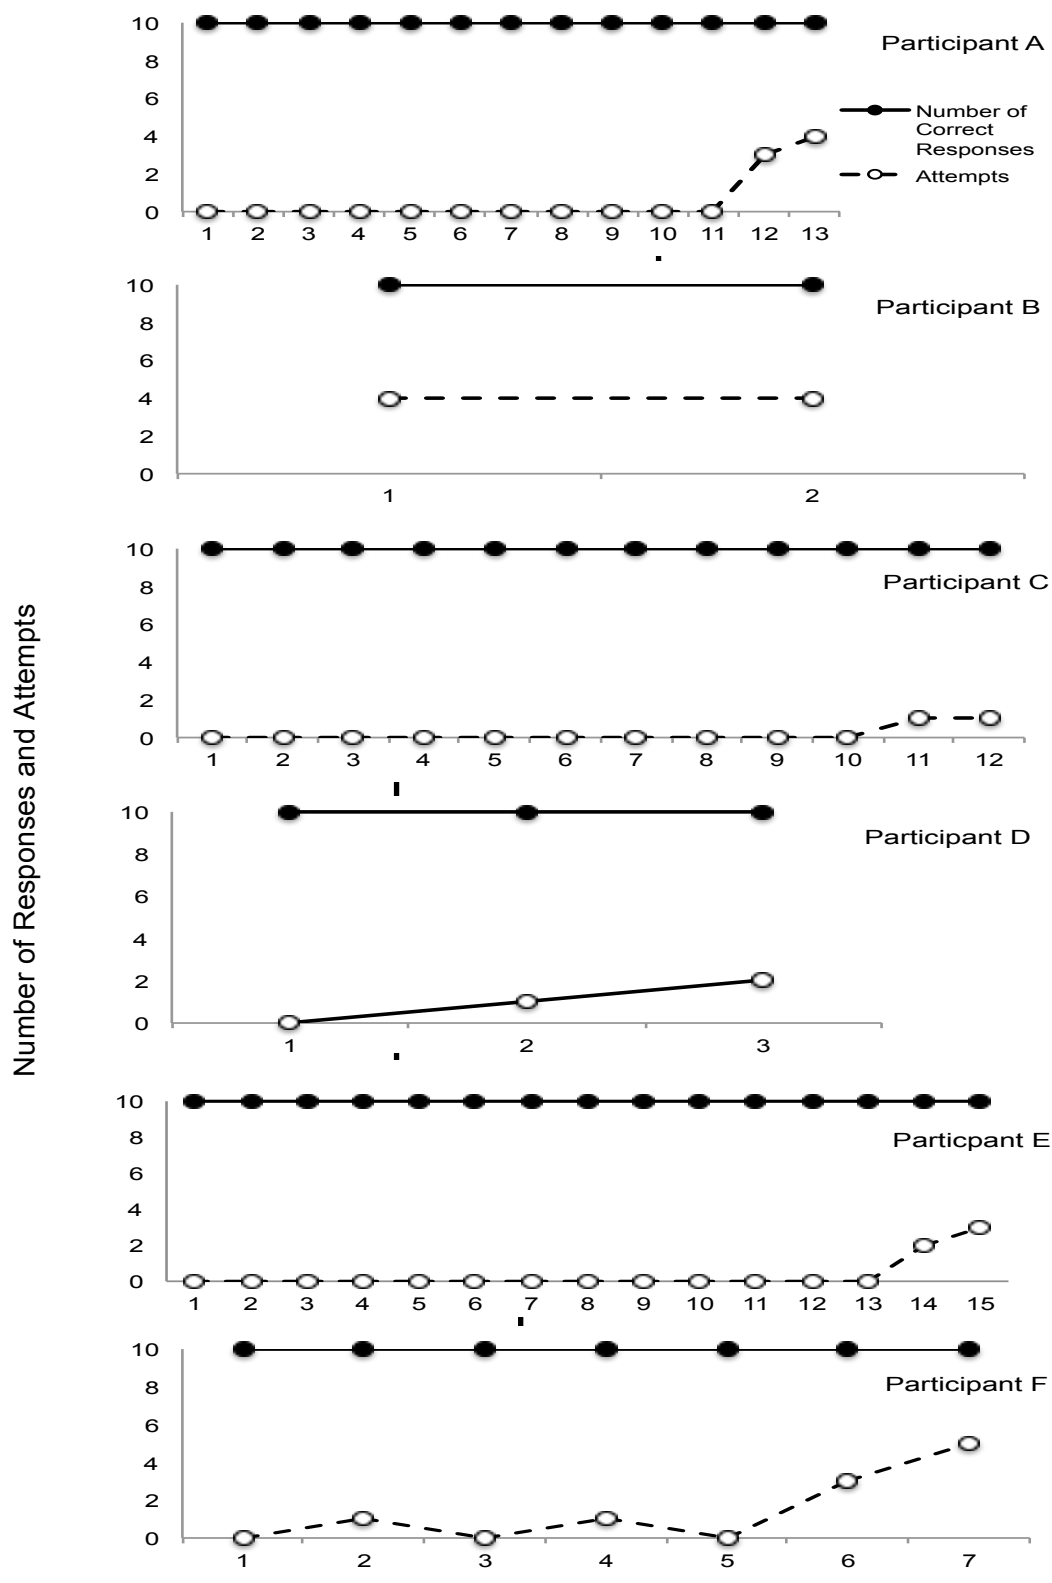 Number of Responses and Attempts
10
8
6
4
2
0
Participant A
Number of
Correct
Responses
Attempts
1 2 3 4 5 6 7 8 9 10 11 12 13
10
8
6
4
2
0
Participant B
1 2
10
8
6
4
2
0
Participant C
1 2 3 4 5 6 7 8 9 10 11 12
10
8
6
4
2
0
Participant D
1 2 3
10
8
6
4
2
0
Particpant E
1 2 3 4 5 6 7 8 9 10 11 12 13 14 15
10
8
6
4
2
0
Participant F
1 2 3 4 5 6 7